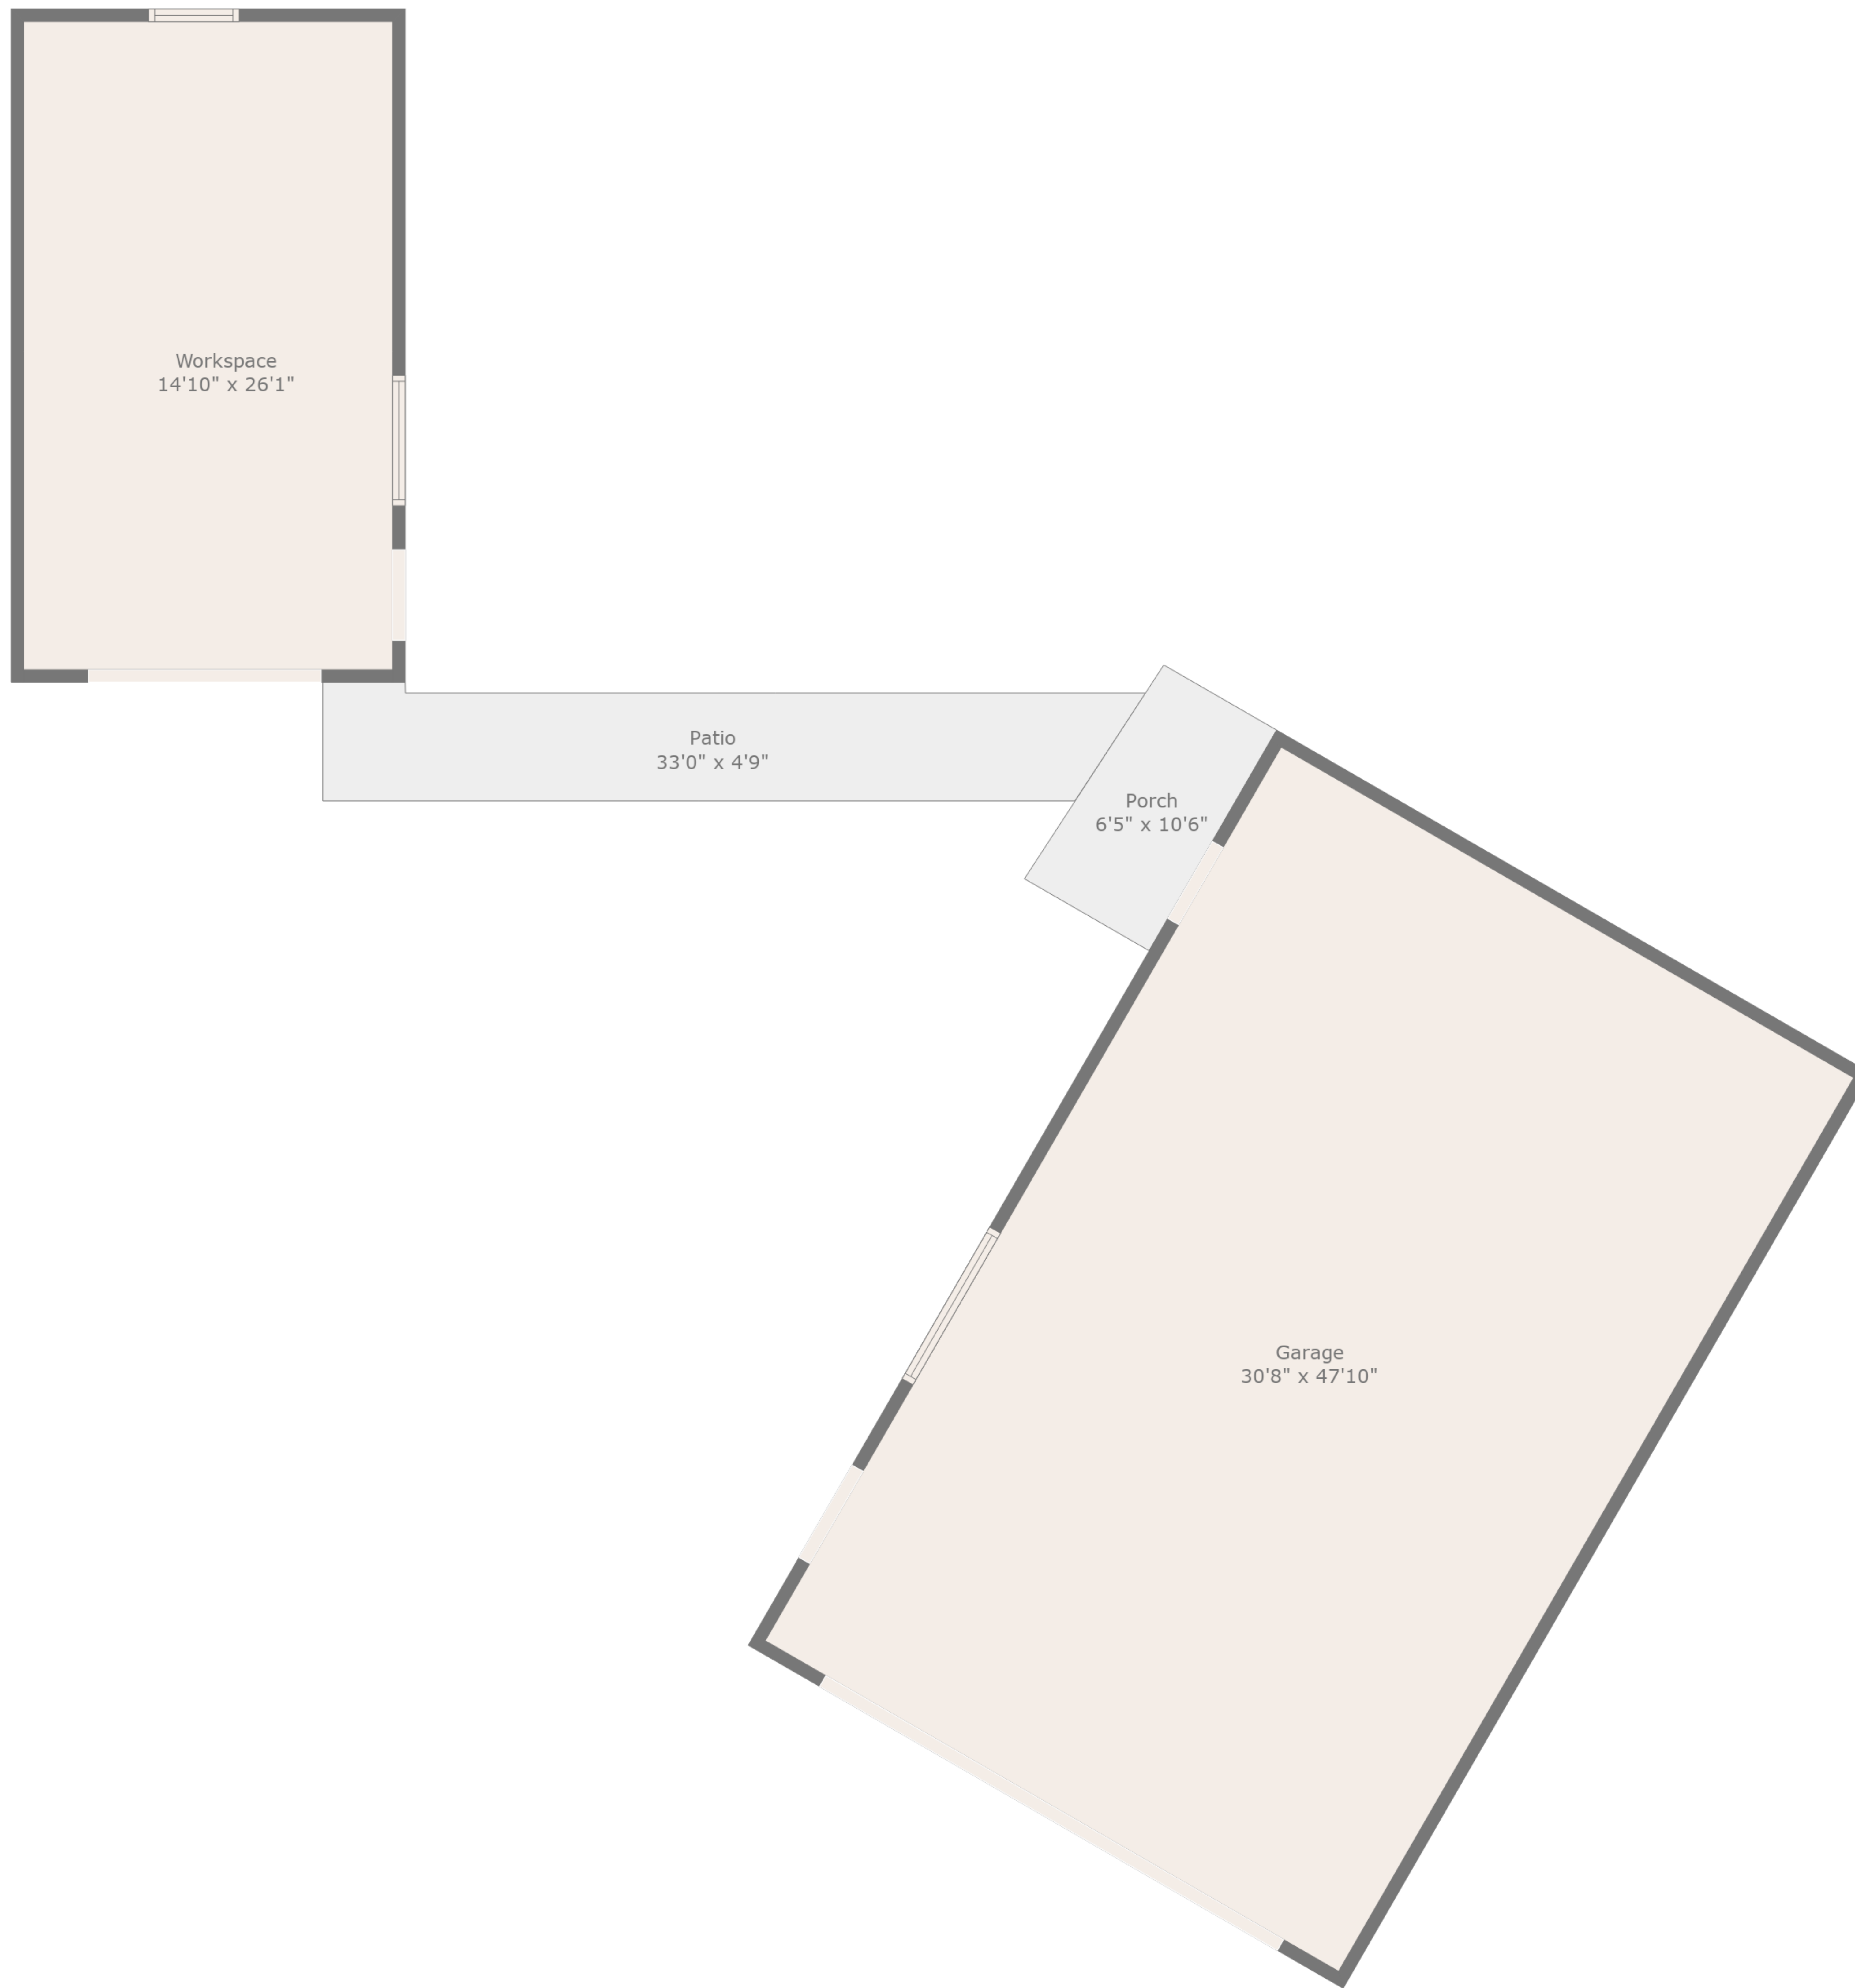 Workspace
14'10" x 26'1"
Patio
33'0" x 4'9"
Porch
6'5" x 10'6"
Garage
30'8" x 47'10"